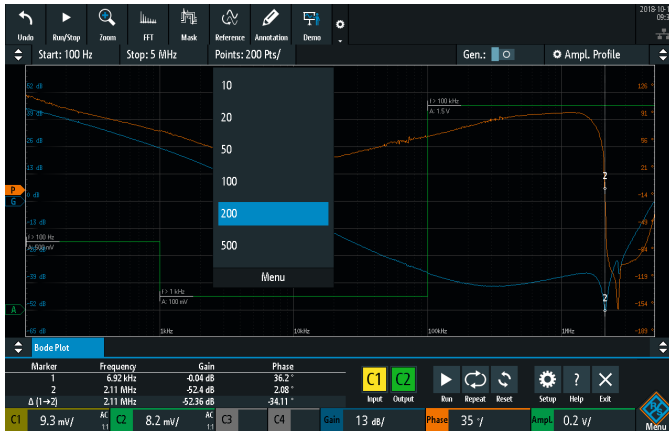 2018-10-1
09:3
Undo Run/Stop Zoom FFT Mask Reference Annotation Demo
Start: 100 Hz Stop: 5 MHz Points: 200 Pts/ Gen.: Ampl. Profile
10
20
50
100
200
500
Menu
52 dB 126 °
39 dB 91 °
26 dB 56 °
13 dB 21 °
0 dB -14 °
-13 dB
-39 dB -119 °
-52 dB -154 °
-65 dB -189 °
f > 100 kHz
A: 1.5 V
f > 100 Hz
A: 500 mV
f > 1 kHz
A: 100 mV
P
G
A
2
2
1kHz 10kHz 100kHz 1MHz
Bode Plot
Marker Frequency Gain Phase
1 6.92 kHz -0.04 dB 36.2 °
2 2.11 MHz -52.4 dB 2.08 °
Δ (1→2) 2.11 MHz -52.36 dB -34.11 °
C1 C2
Input Output Run Repeat Reset Setup Help Exit
C1 9.3 mV/ AC 1:1 C2 8.2 mV/ AC 1:1 C3 C4 Gain 13 dB/ Phase 35 °/ Ampl. 0.2 V/ Menu